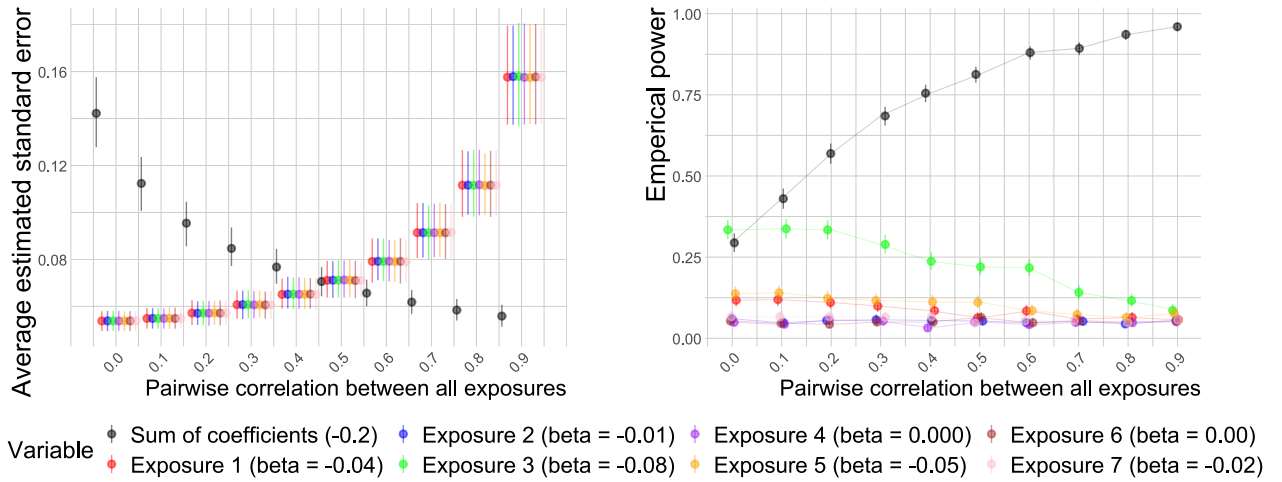 Average estimated standard error
0.16
0.12
0.08
0.0
0.1
0.2
0.3
0.4
0.5
0.6
0.7
0.8
0.9
Pairwise correlation between all exposures
Emperical power
1.00
0.75
0.50
0.25
0.00
0.0
0.1
0.2
0.3
0.4
0.5
0.6
0.7
0.8
0.9
Pairwise correlation between all exposures
Variable
Sum of coefficients (-0.2)
Exposure 2 (beta = -0.01)
Exposure 4 (beta = 0.000)
Exposure 6 (beta = 0.00)
Exposure 1 (beta = -0.04)
Exposure 3 (beta = -0.08)
Exposure 5 (beta = -0.05)
Exposure 7 (beta = -0.02)